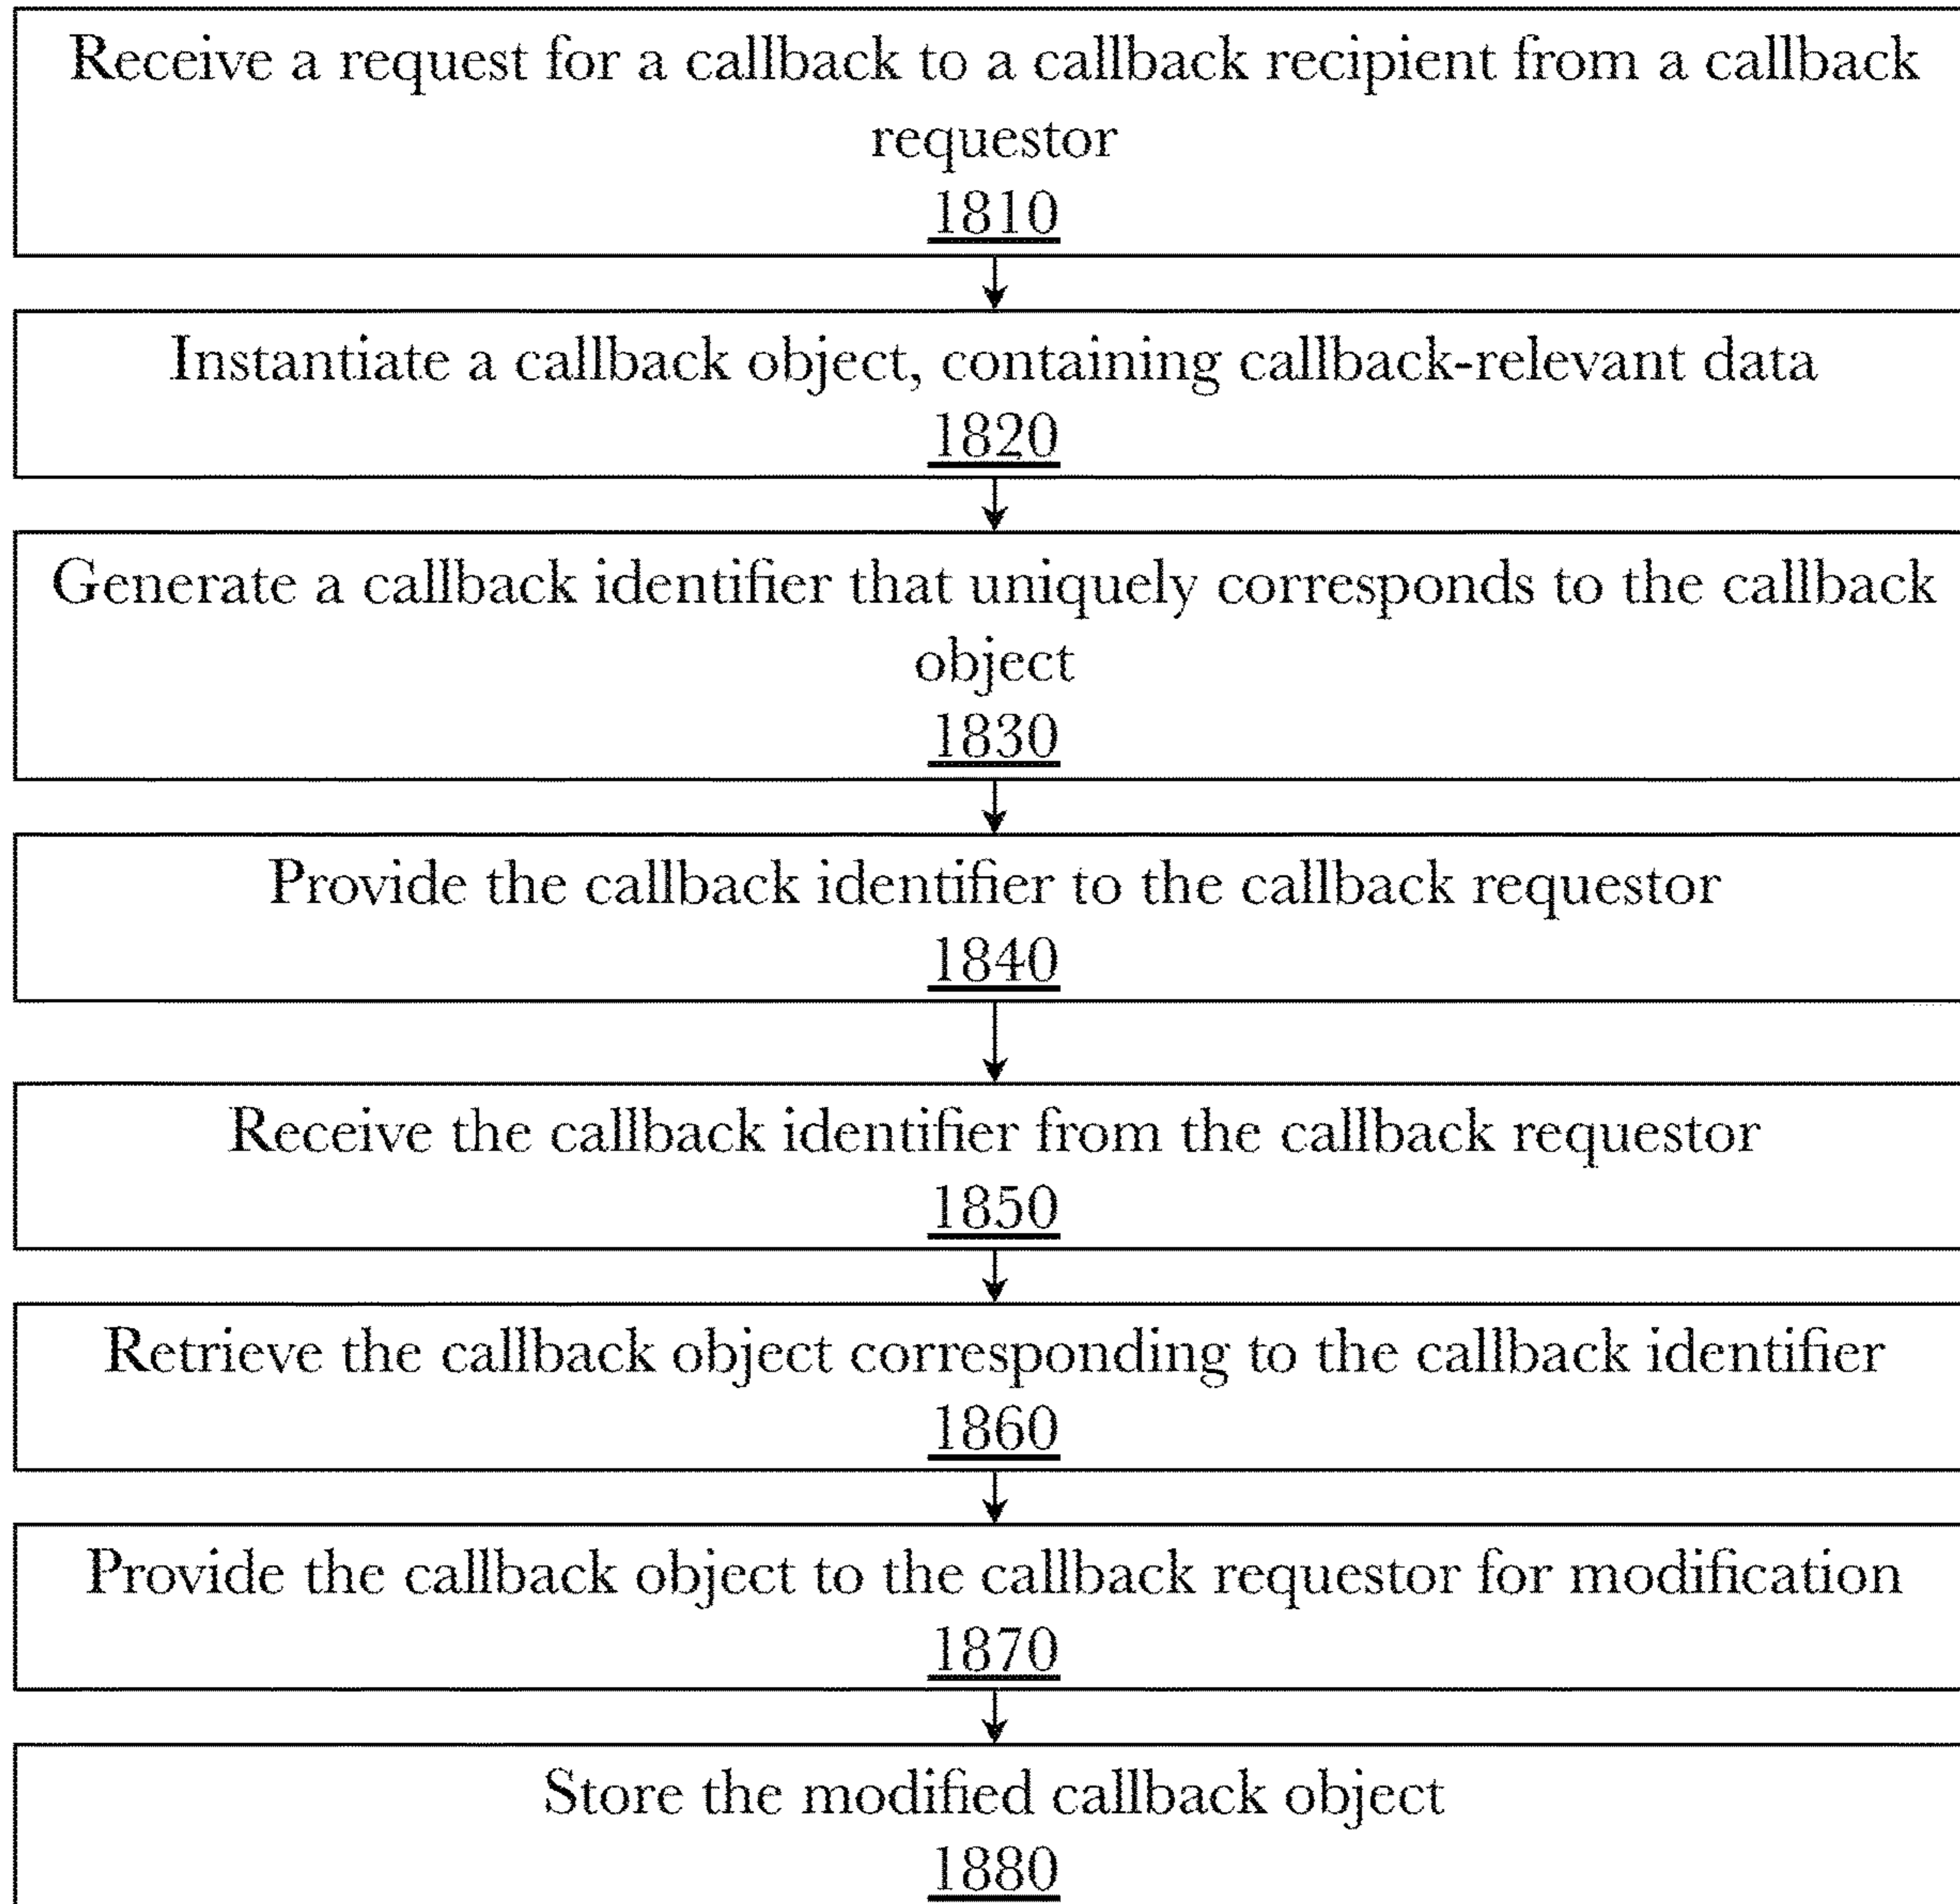 Receive a request for a callback to a callback recipient from a callback
requestor
1810
Instantiate a callback object, containing callback-relevant data
1820
Generate a callback identifier that uniquely corresponds to the callback
object
1830
Provide the callback identifier to the callback requestor
1840
Receive the callback identifier from the callback requestor
1850
Retrieve the callback object corresponding to the callback identifier
1860
Provide the callback object to the callback requestor for modification
1870
Store the modified callback object
1880